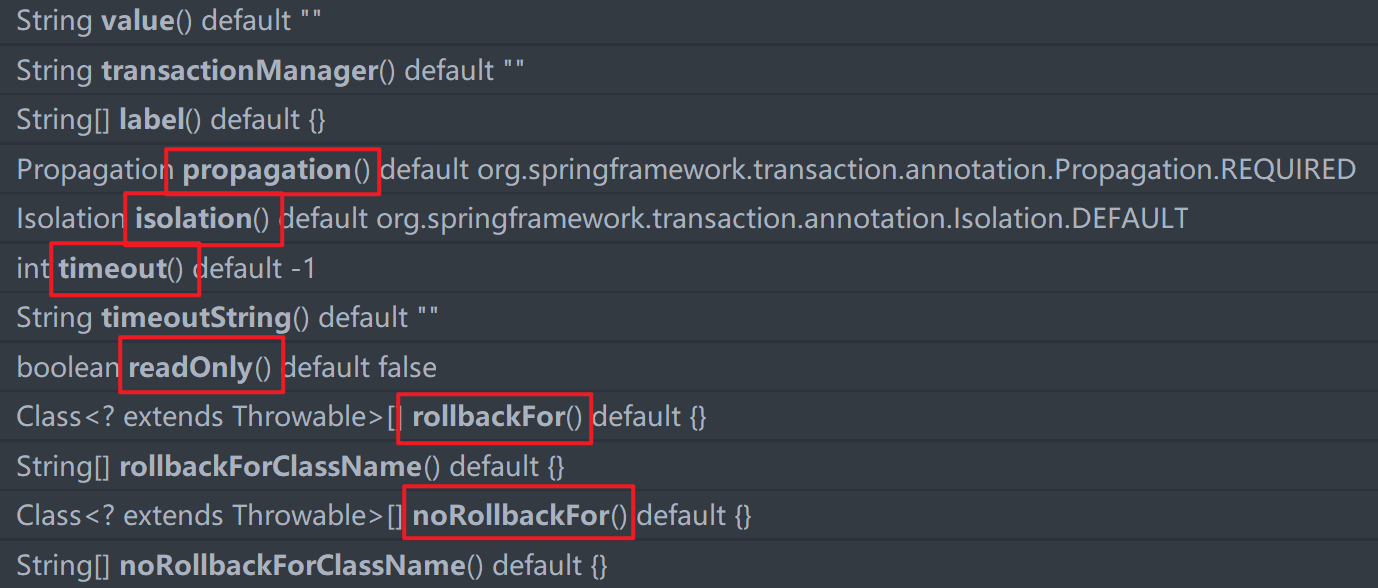 String value() default ""
String transactionManager() default ""
String[] label() default {}
Propagation propagation() default org.springframework.transaction.annotation.Propagation.REQUIRED
Isolation isolation() default org.springframework.transaction.annotation.Isolation.DEFAULT
int timeout() default -1
String timeoutString() default ""
boolean readOnly() default false
Class<? extends Throwable>[] rollbackFor() default {}
String[] rollbackForClassName() default {}
Class<? extends Throwable>[] noRollbackFor() default {}
String[] noRollbackForClassName() default {}